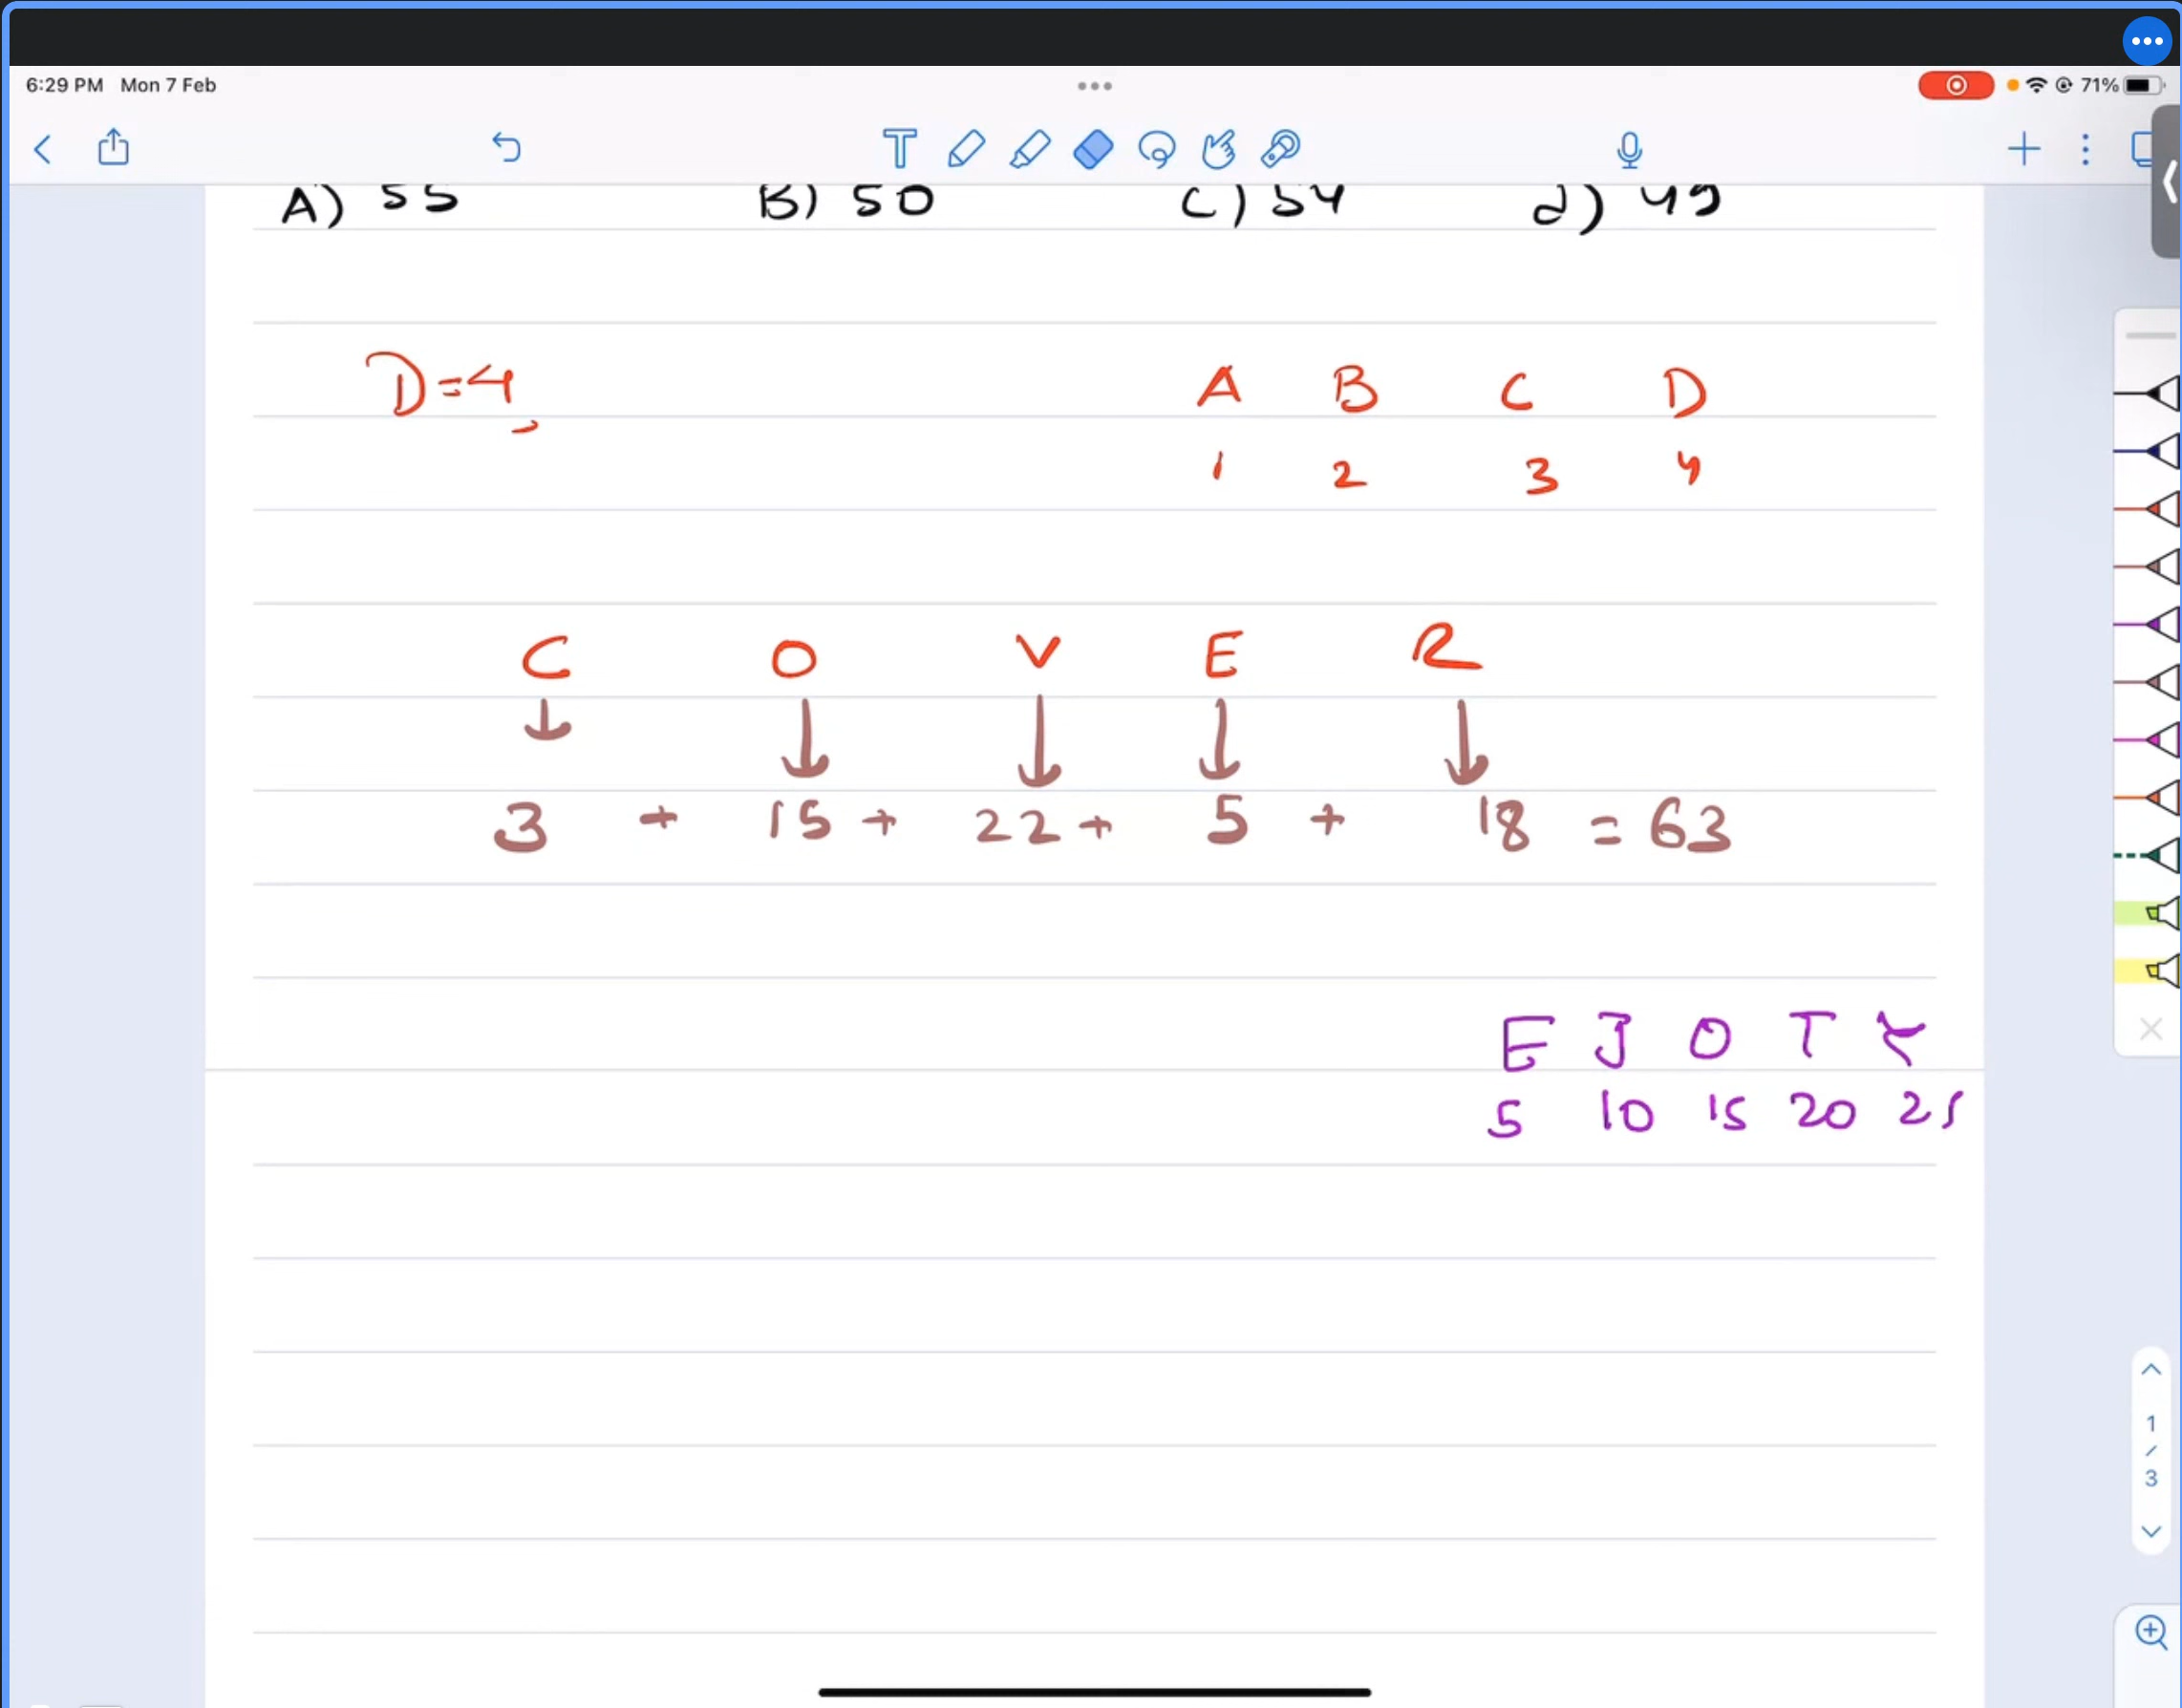 6:29 PM Mon 7 Feb 71%
A) 55 B) 50 C) 54 d) 49
D=4, A B C D
1 2 3 4
C O V E R
3 + 15 + 22 + 5 + 18 = 63
E J O T Y
5 10 15 20 25
1
/
3